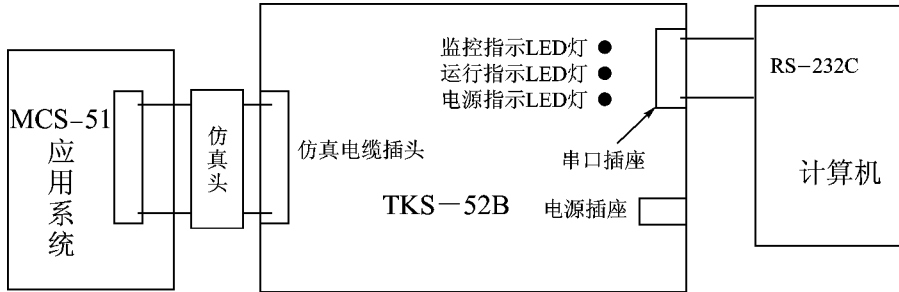 MCS-51
应用系统
仿真头
仿真电缆插头
TKS-52B
监控指示LED灯
运行指示LED灯
电源指示LED灯
串口插座
电源插座
RS-232C
计算机